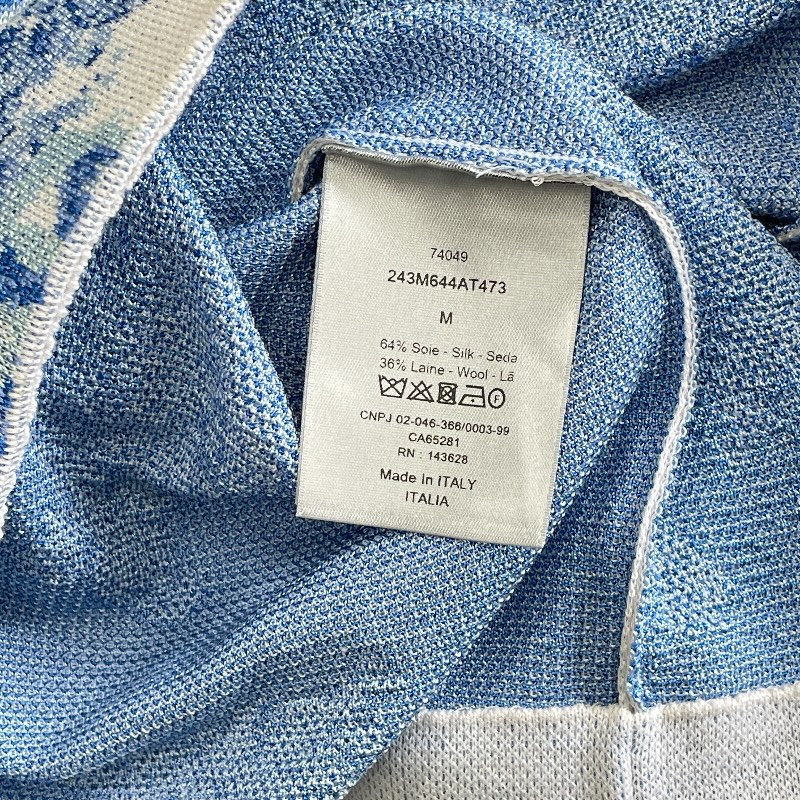 74049
243M644AT473
M
64% Soie - Silk - Seda
36% Laine - Wool - Lã
F
CNPJ 02-046-366/0003-99
CA65281
RN : 143628
Made in ITALY
ITALIA